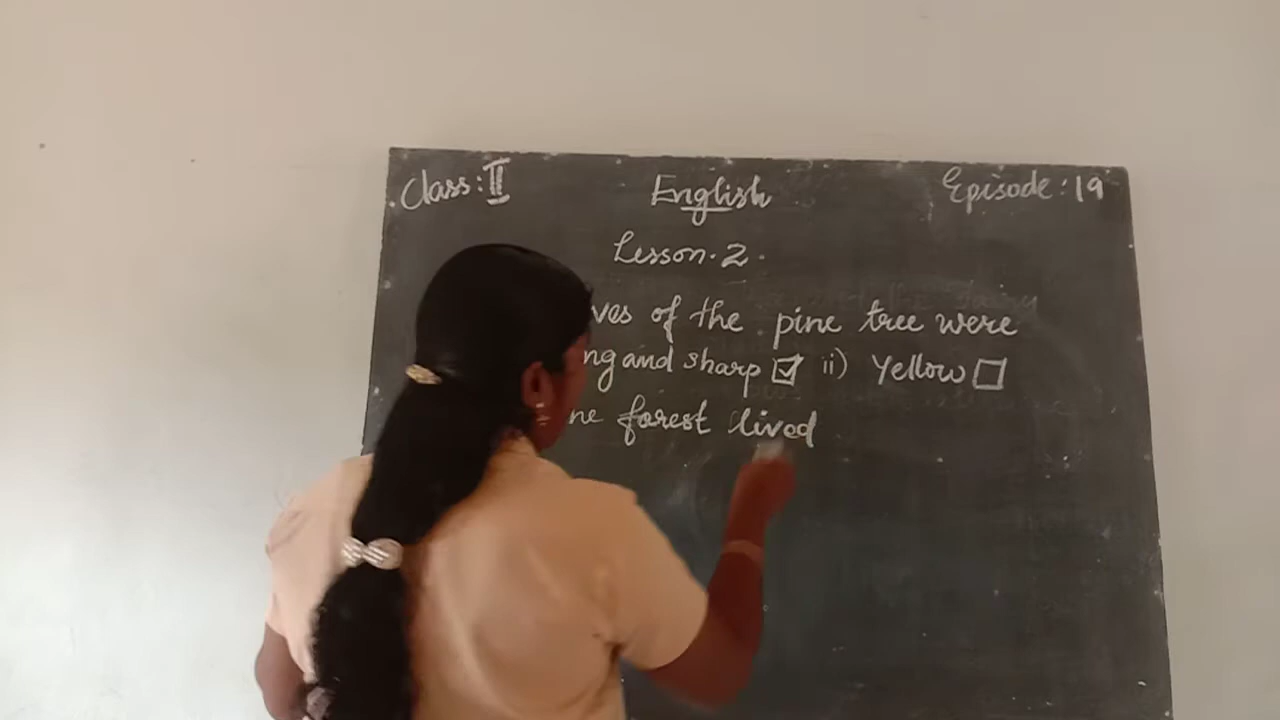 Class: II English Episode: 19
Lesson. 2.
ves of the pine tree were
ng and sharp ☑ ii) Yellow ☐
ne forest lived